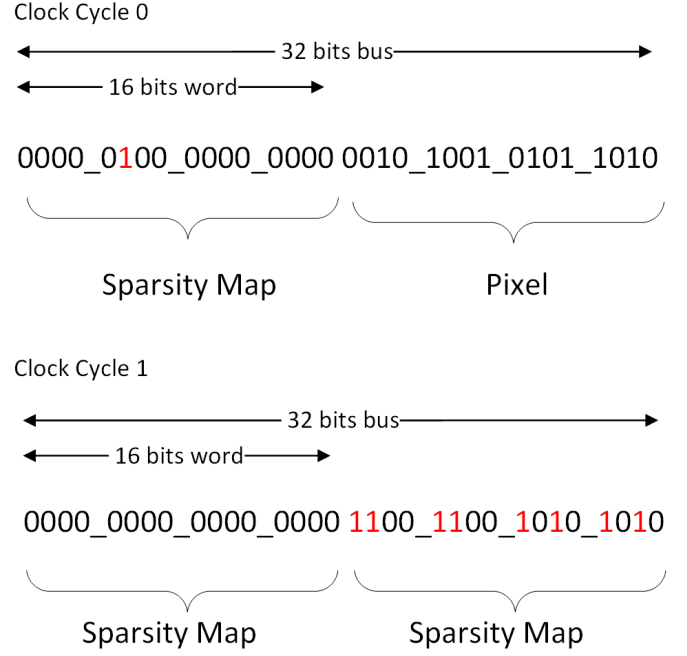 Clock Cycle 0
32 bits bus
16 bits word
0000_0100_0000_0000 0010_1001_0101_1010
Sparsity Map Pixel
Clock Cycle 1
32 bits bus
16 bits word
0000_0000_0000_0000 1100_1100_1010_1010
Sparsity Map Sparsity Map